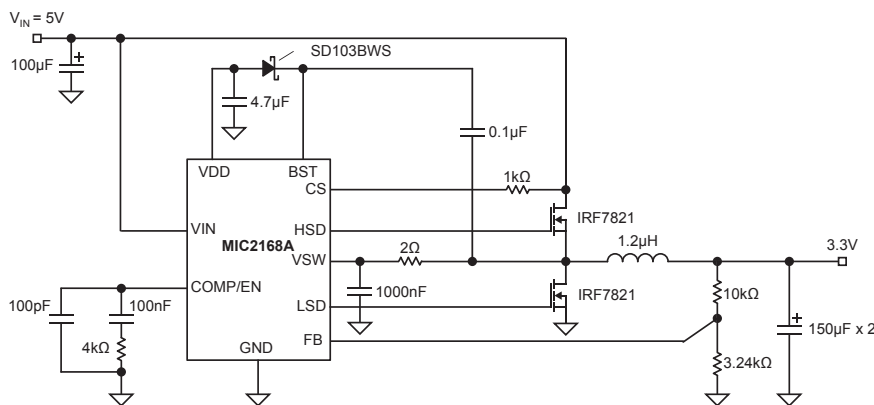 VIN = 5V
100µF
SD103BWS
4.7µF
0.1µF
VDD
BST
CS
1kΩ
IRF7821
HSD
VIN
MIC2168A
VSW
2Ω
1.2µH
3.3V
COMP/EN
1000nF
IRF7821
10kΩ
100pF
100nF
LSD
150µF x 2
4kΩ
GND
FB
3.24kΩ